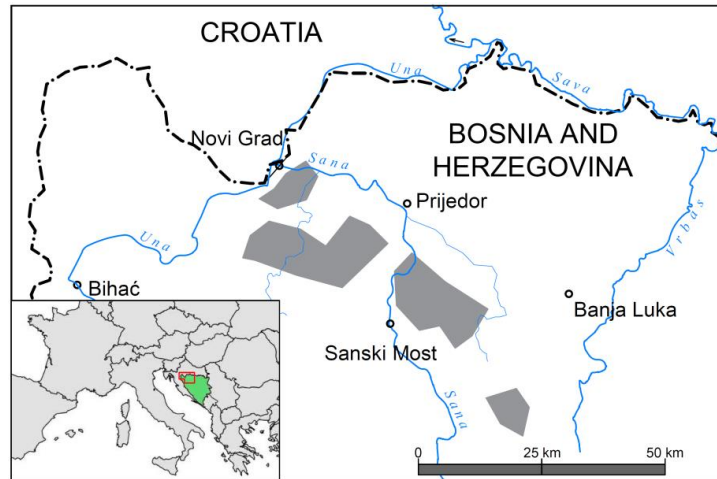 CROATIA
Una
Sava
Novi Grad
Sana
BOSNIA AND
HERZEGOVINA
Prijedor
Una
Vrbas
Bihać
Banja Luka
Sanski Most
Sana
0 25 km 50 km